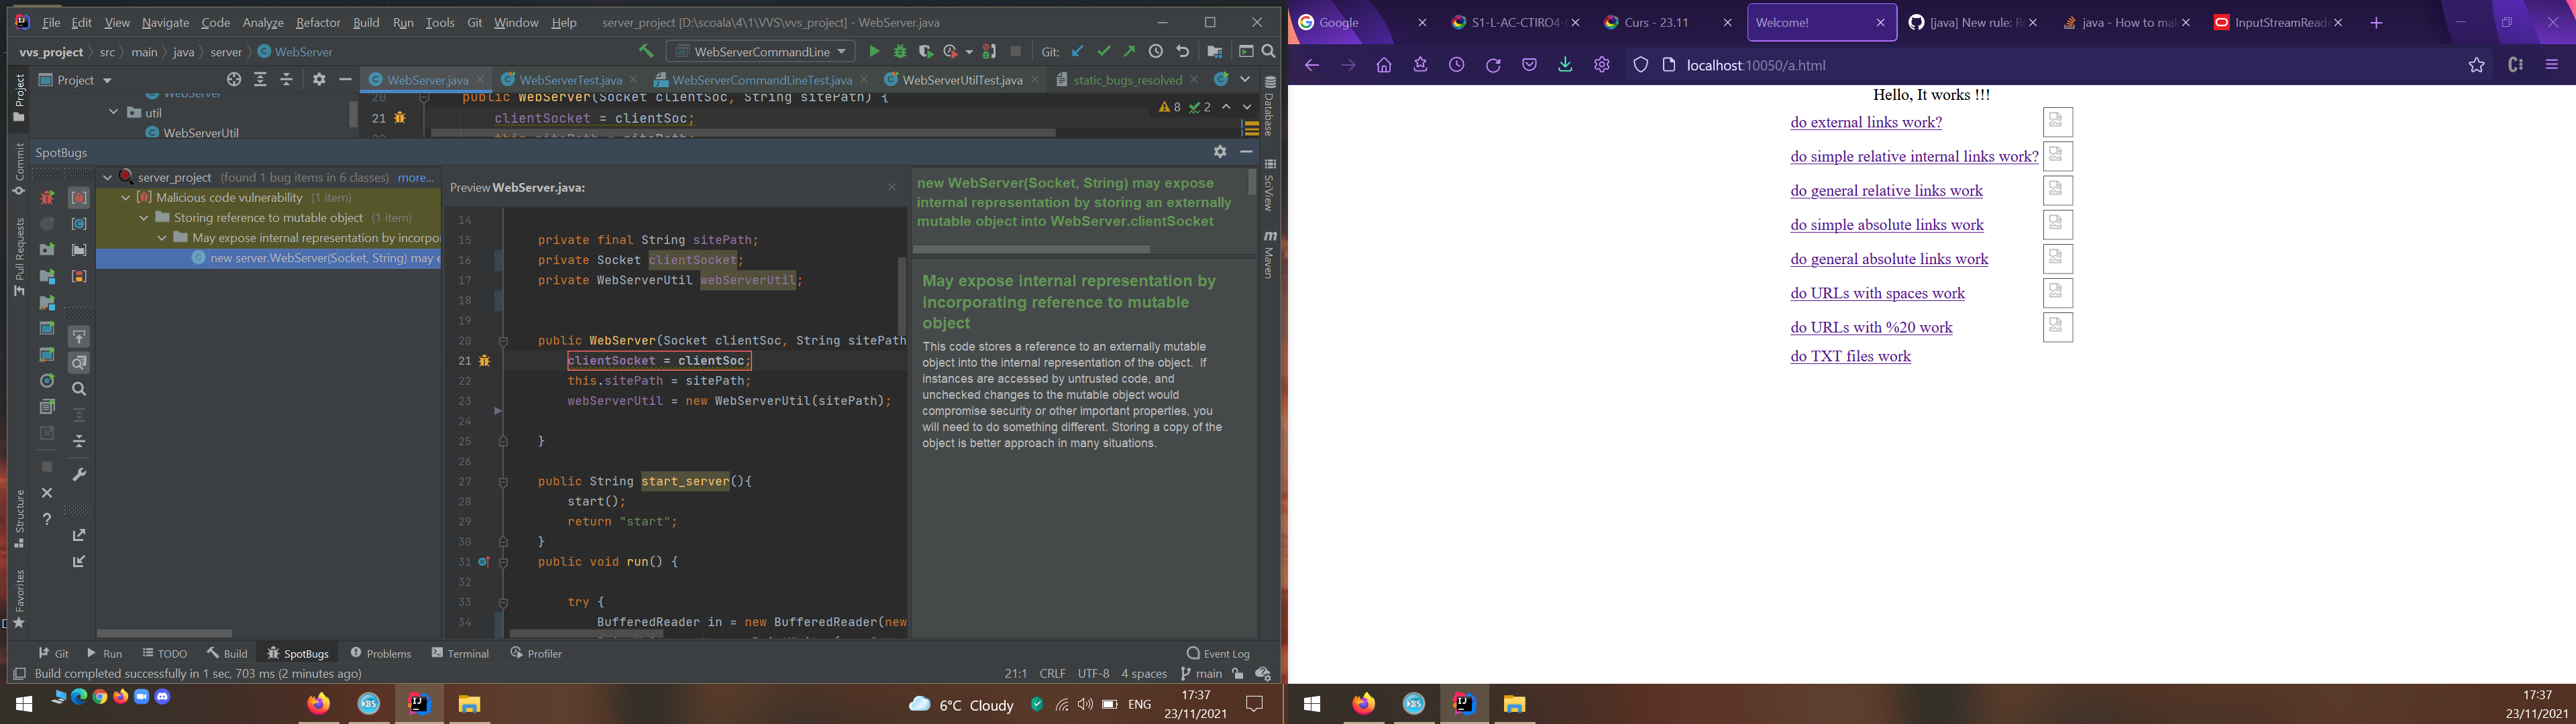 File Edit View Navigate Code Analyze Refactor Build Run Tools Git Window Help server_project [D:\scoala\4\1\VVS\vvs_project] - WebServer.java
vvs_project src main java server WebServer
WebServerCommandLine Git:
Project
WebServer.java WebServerTest.java WebServerCommandLineTest.java WebServerUtilTest.java static_bugs_resolved
WebServer
util
WebServerUtil
20 public WebServer(Socket clientSoc, String sitePath) {
21 clientSocket = clientSoc;
8 2
Project
Commit
Pull Requests
Structure
Favorites
Database
SciView
Maven
SpotBugs
server_project (found 1 bug items in 6 classes) more...
Malicious code vulnerability (1 item)
Storing reference to mutable object (1 item)
May expose internal representation by incorpo
new server.WebServer(Socket, String) may e
Preview WebServer.java:
14
15 private final String sitePath;
16 private Socket clientSocket;
17 private WebServerUtil webServerUtil;
18
19
20 public WebServer(Socket clientSoc, String sitePath
21 clientSocket = clientSoc;
22 this.sitePath = sitePath;
23 webServerUtil = new WebServerUtil(sitePath);
24
25 }
26
27 public String start_server(){
28 start();
29 return "start";
30 }
31 public void run() {
32
33 try {
34 BufferedReader in = new BufferedReader(new
new WebServer(Socket, String) may expose
internal representation by storing an externally
mutable object into WebServer.clientSocket
May expose internal representation by
incorporating reference to mutable
object
This code stores a reference to an externally mutable
object into the internal representation of the object. If
instances are accessed by untrusted code, and
unchecked changes to the mutable object would
compromise security or other important properties, you
will need to do something different. Storing a copy of the
object is better approach in many situations.
Git Run TODO Build SpotBugs Problems Terminal Profiler Event Log
Build completed successfully in 1 sec, 703 ms (2 minutes ago) 21:1 CRLF UTF-8 4 spaces main
6°C Cloudy ENG 17:37
23/11/2021
Google S1-L-AC-CTIRO4- Curs - 23.11 Welcome! [java] New rule: R java - How to mak InputStreamReade
localhost:10050/a.html
Hello, It works !!!
do external links work?
do simple relative internal links work?
do general relative links work
do simple absolute links work
do general absolute links work
do URLs with spaces work
do URLs with %20 work
do TXT files work
17:37
23/11/2021